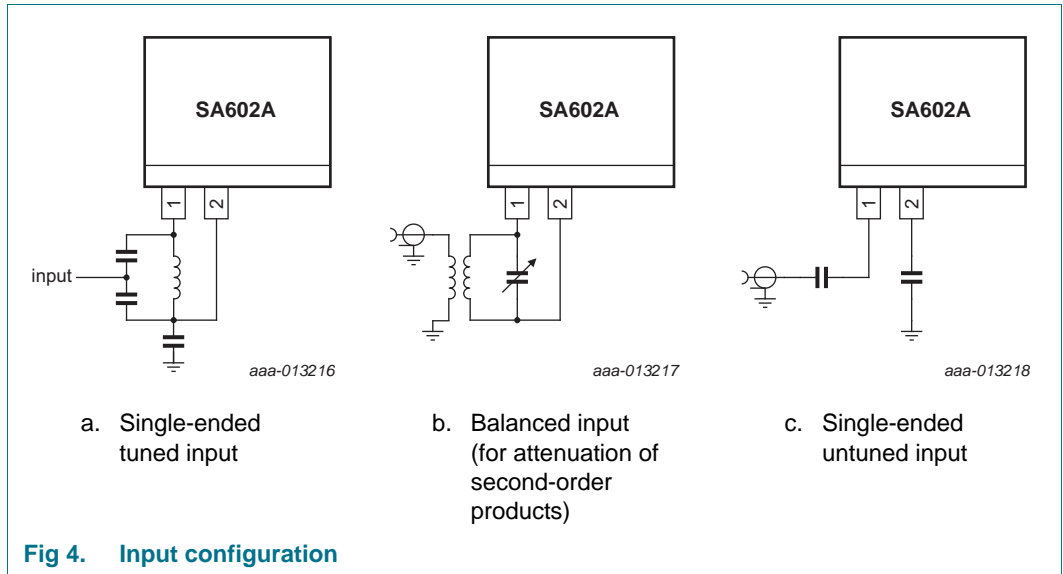 SA602A
1
2
input
aaa-013216
a. Single-ended
tuned input
SA602A
1
2
aaa-013217
b. Balanced input
(for attenuation of
second-order
products)
SA602A
1
2
aaa-013218
c. Single-ended
untuned input
Fig 4. Input configuration